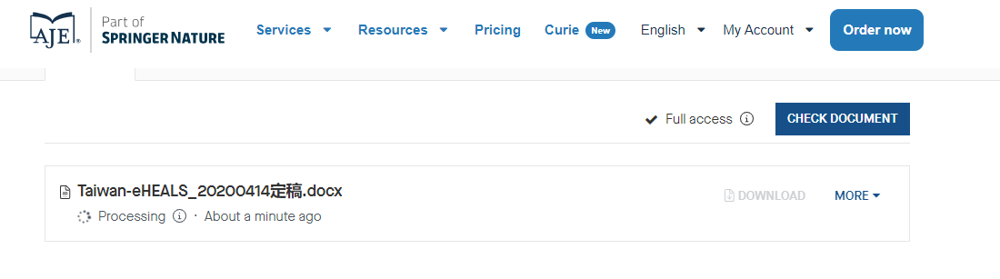 AJE®
Part of
SPRINGER NATURE
Services
Resources
Pricing
Curie New
English
My Account
Order now
Full access
CHECK DOCUMENT
Taiwan-eHEALS_20200414定稿.docx
DOWNLOAD
MORE
Processing · About a minute ago